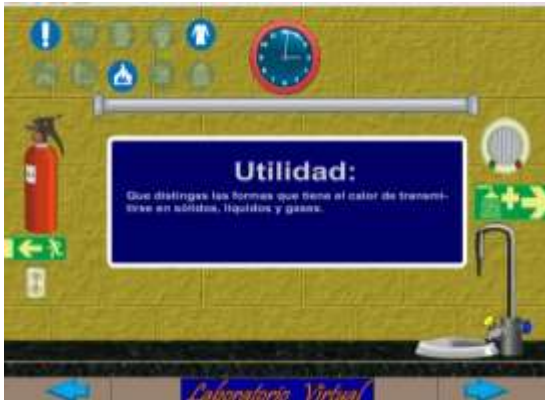 Utilidad:
Que distingas las formas que tiene el calor de transmi-
tirse en sólidos, líquidos y gases.
Laboratorio Virtual